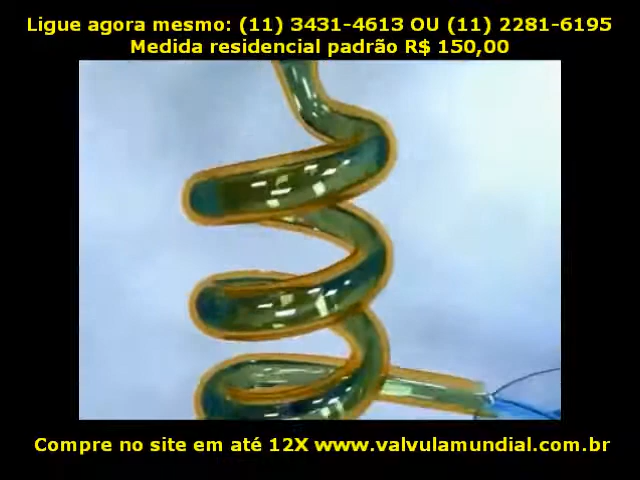 Ligue agora mesmo: (11) 3431-4613 OU (11) 2281-6195
Medida residencial padrão R$ 150,00
Compre no site em até 12X www.valvulamundial.com.br